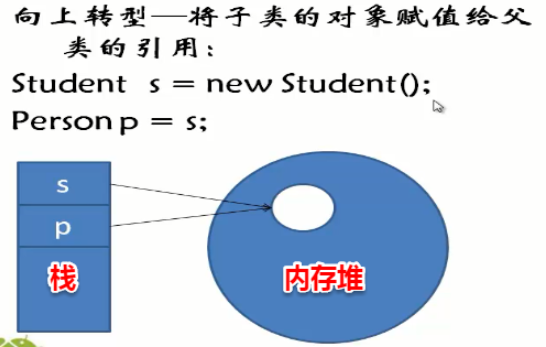 向上转型—将子类的对象赋值给父
类的引用:
Student s = new Student();
Person p = s;
s
p
栈
内存堆